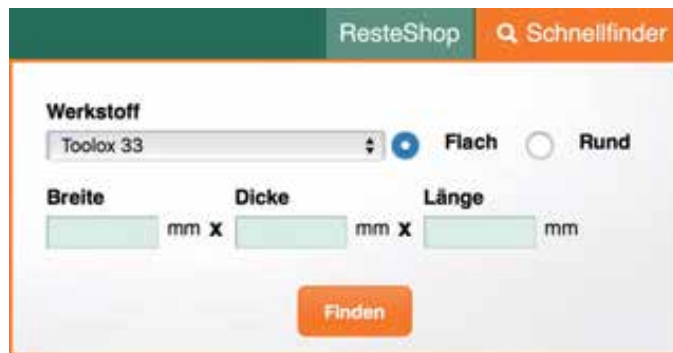 ResteShop Schnellfinder
Werkstoff
Toolox 33 Flach Rund
Breite Dicke Länge
mm x mm x mm
Finden